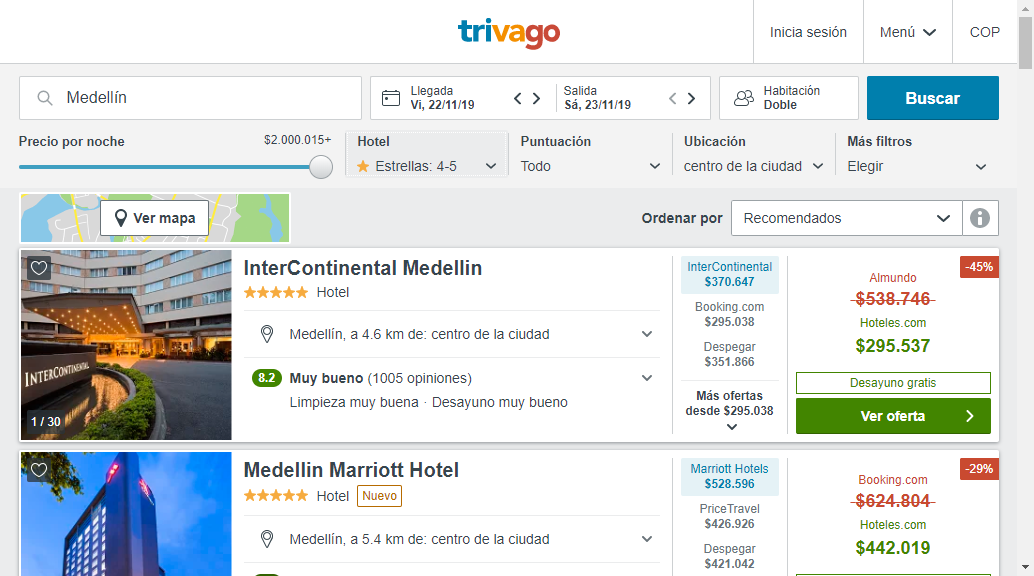 trivago
Inicia sesión
Menú
COP
Medellín
Llegada
Vi, 22/11/19
Salida
Sá, 23/11/19
Habitación
Doble
Buscar
Precio por noche
$2.000.015+
Hotel
Estrellas: 4-5
Puntuación
Todo
Ubicación
centro de la ciudad
Más filtros
Elegir
Ver mapa
Ordenar por
Recomendados
InterContinental Medellin
Hotel
Medellín, a 4.6 km de: centro de la ciudad
8.2 Muy bueno (1005 opiniones)
Limpieza muy buena · Desayuno muy bueno
INTERCONTINENTAL
1 / 30
InterContinental
$370.647
Booking.com
$295.038
Despegar
$351.866
Más ofertas
desde $295.038
-45%
Almundo
$538.746
Hoteles.com
$295.537
Desayuno gratis
Ver oferta
Medellin Marriott Hotel
Hotel Nuevo
Medellín, a 5.4 km de: centro de la ciudad
Marriott Hotels
$528.596
PriceTravel
$426.926
Despegar
$421.042
-29%
Booking.com
$624.804
Hoteles.com
$442.019